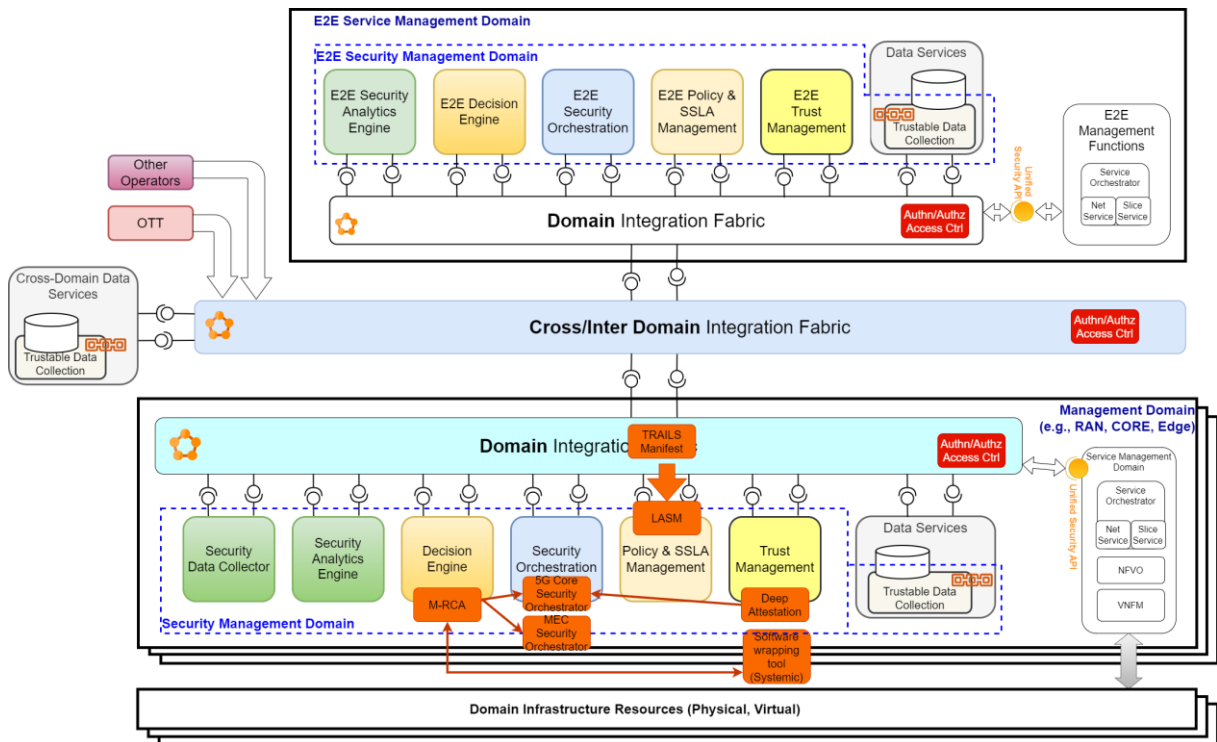 E2E Service Management Domain
E2E Security Management Domain
E2E Security
Analytics
Engine
E2E Decision
Engine
E2E
Security
Orchestration
E2E Policy &
SSLA
Management
E2E
Trust
Management
Data Services
Trustable Data
Collection
E2E
Management
Functions
Service
Orchestrator
Net
Service
Slice
Service
Unified
Security API
Domain Integration Fabric
Authn/Authz
Access Ctrl
Other
Operators
OTT
Cross-Domain Data
Services
Trustable Data
Collection
Cross/Inter Domain Integration Fabric
Authn/Authz
Access Ctrl
Management Domain
(e.g., RAN, CORE, Edge)
Domain Integration
TRAILS
Manifest
Authn/Authz
Access Ctrl
LASM
Security
Data Collector
Security
Analytics
Engine
Decision
Engine
M-RCA
Security
Orchestration
5G Core
Security
Orchestrator
MEC
Security
Orchestrator
Policy & SSLA
Management
Trust
Management
Deep
Attestation
Software
wrapping
tool
(Systemic)
Data Services
Trustable Data
Collection
Security Management Domain
Unified Security API
Service Management
Domain
Service
Orchestrator
Net
Service
Slice
Service
NFVO
VNFM
Domain Infrastructure Resources (Physical, Virtual)